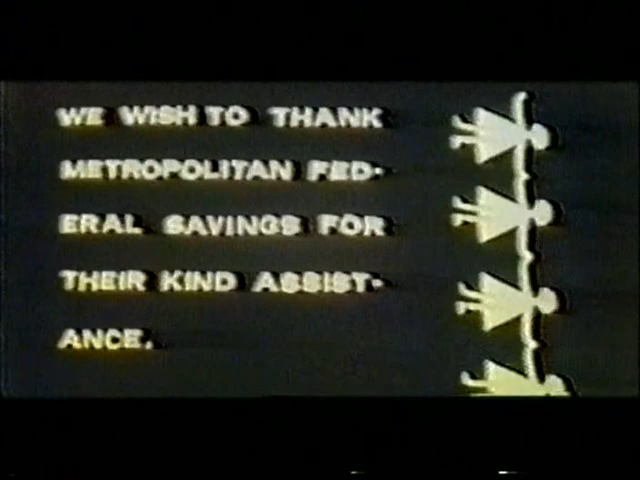 WE WISH TO THANK
METROPOLITAN FED-
ERAL SAVINGS FOR
THEIR KIND ASSIST-
ANCE.